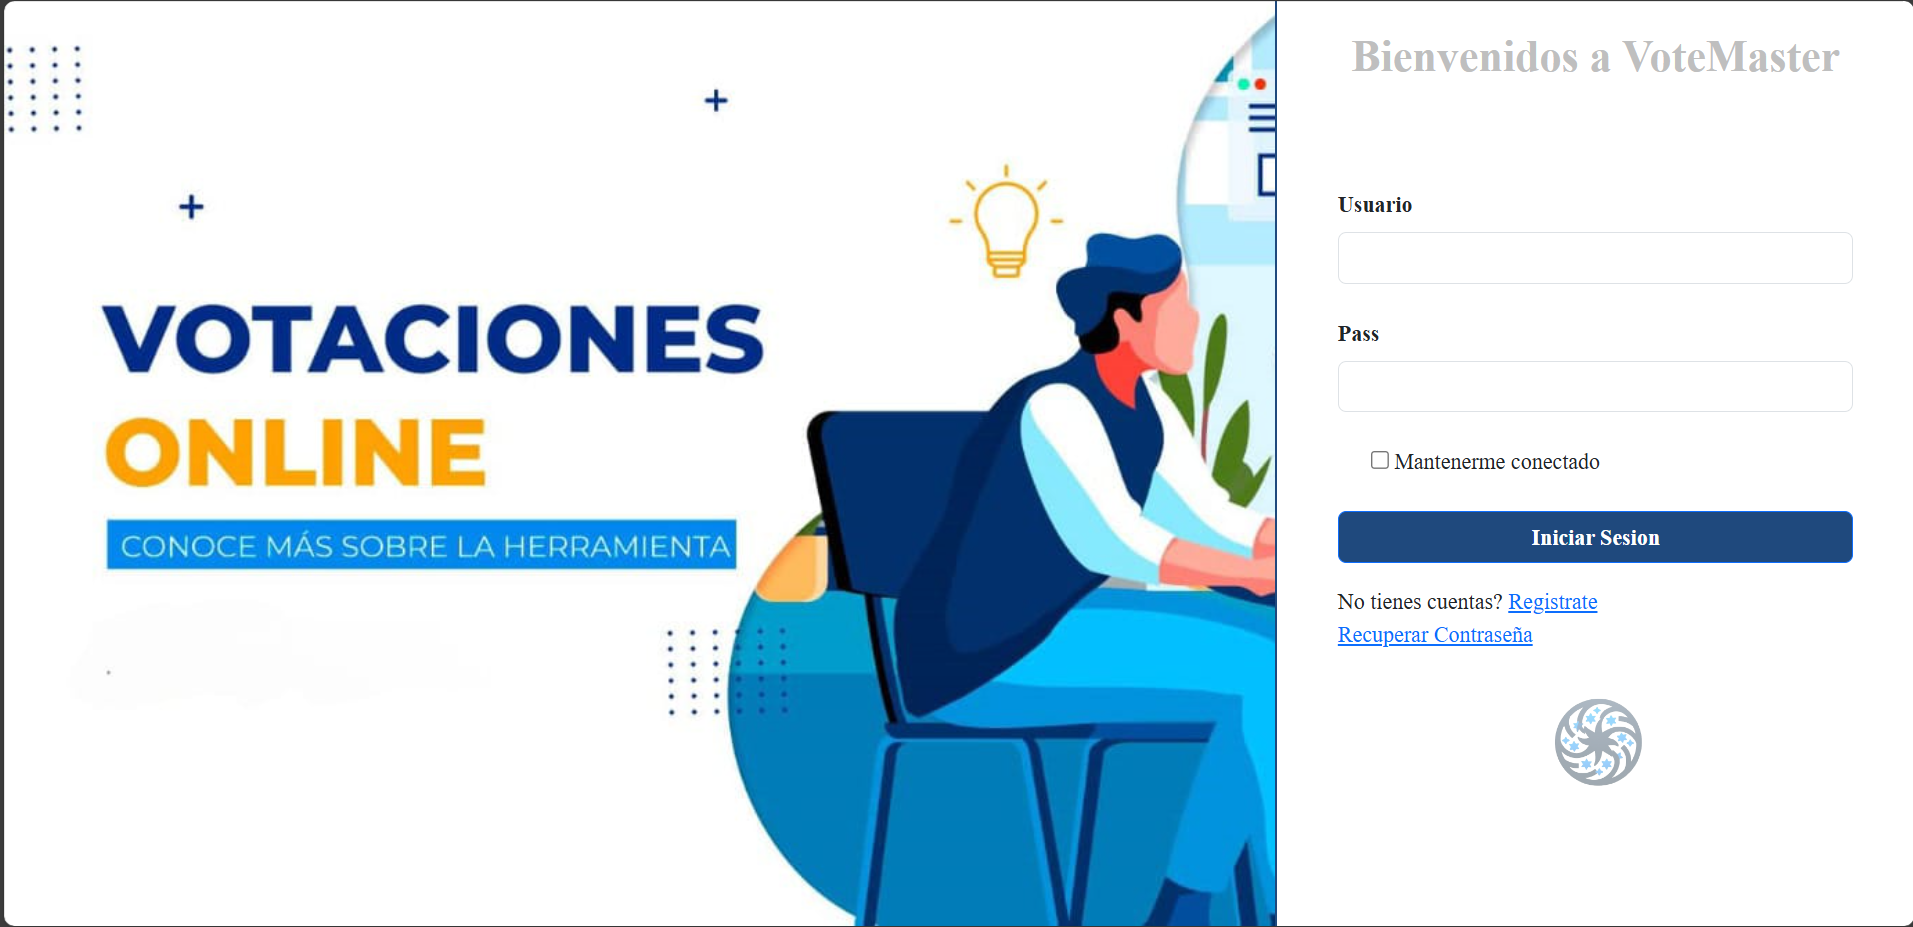 VOTACIONES
ONLINE
CONOCE MÁS SOBRE LA HERRAMIENTA
Bienvenidos a VoteMaster
Usuario
Pass
Mantenerme conectado
Iniciar Sesion
No tienes cuentas? Registrate
Recuperar Contraseña